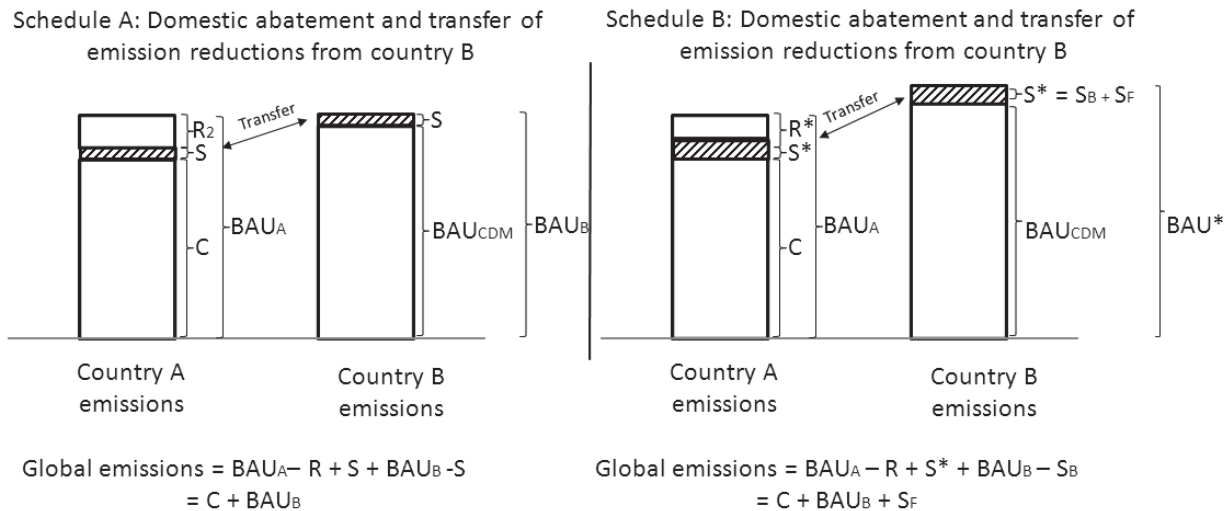 Schedule A: Domestic abatement and transfer of
emission reductions from country B
Transfer
R2
S
S
BAUA
C
BAUCDM
BAUB
Country A
emissions
Country B
emissions
Global emissions = BAUA – R + S + BAUB -S
= C + BAUB
Schedule B: Domestic abatement and transfer of
emission reductions from country B
Transfer
S* = SB + SF
R*
S*
BAUA
C
BAUCDM
BAU*
Country A
emissions
Country B
emissions
Global emissions = BAUA – R + S* + BAUB – SB
= C + BAUB + SF